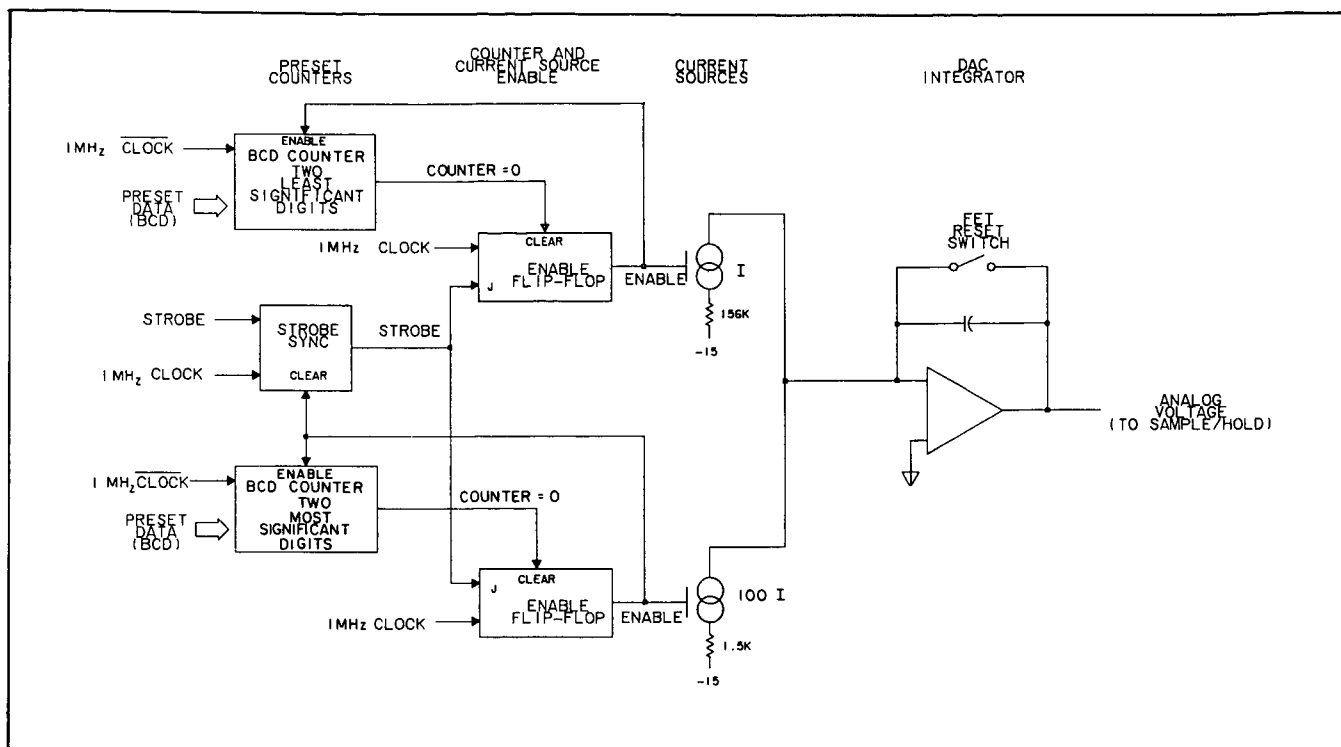 PRESET
COUNTERS
COUNTER AND
CURRENT SOURCE
ENABLE
CURRENT
SOURCES
DAC
INTEGRATOR
1MHz CLOCK
ENABLE
BCD COUNTER
TWO
LEAST
SIGNIFICANT
DIGITS
PRESET
DATA
(BCD)
COUNTER = 0
1MHz CLOCK
CLEAR
ENABLE
FLIP-FLOP
J
ENABLE
I
156K
-15
FET
RESET
SWITCH
STROBE
STROBE
SYNC
CLEAR
STROBE
1 MHz CLOCK
ANALOG
VOLTAGE
(TO SAMPLE/HOLD)
1 MHz CLOCK
ENABLE
BCD COUNTER
TWO
MOST
SIGNIFICANT
DIGITS
PRESET
DATA
(BCD)
COUNTER = 0
J
CLEAR
ENABLE
FLIP-FLOP
1MHz CLOCK
ENABLE
100 I
1.5K
-15